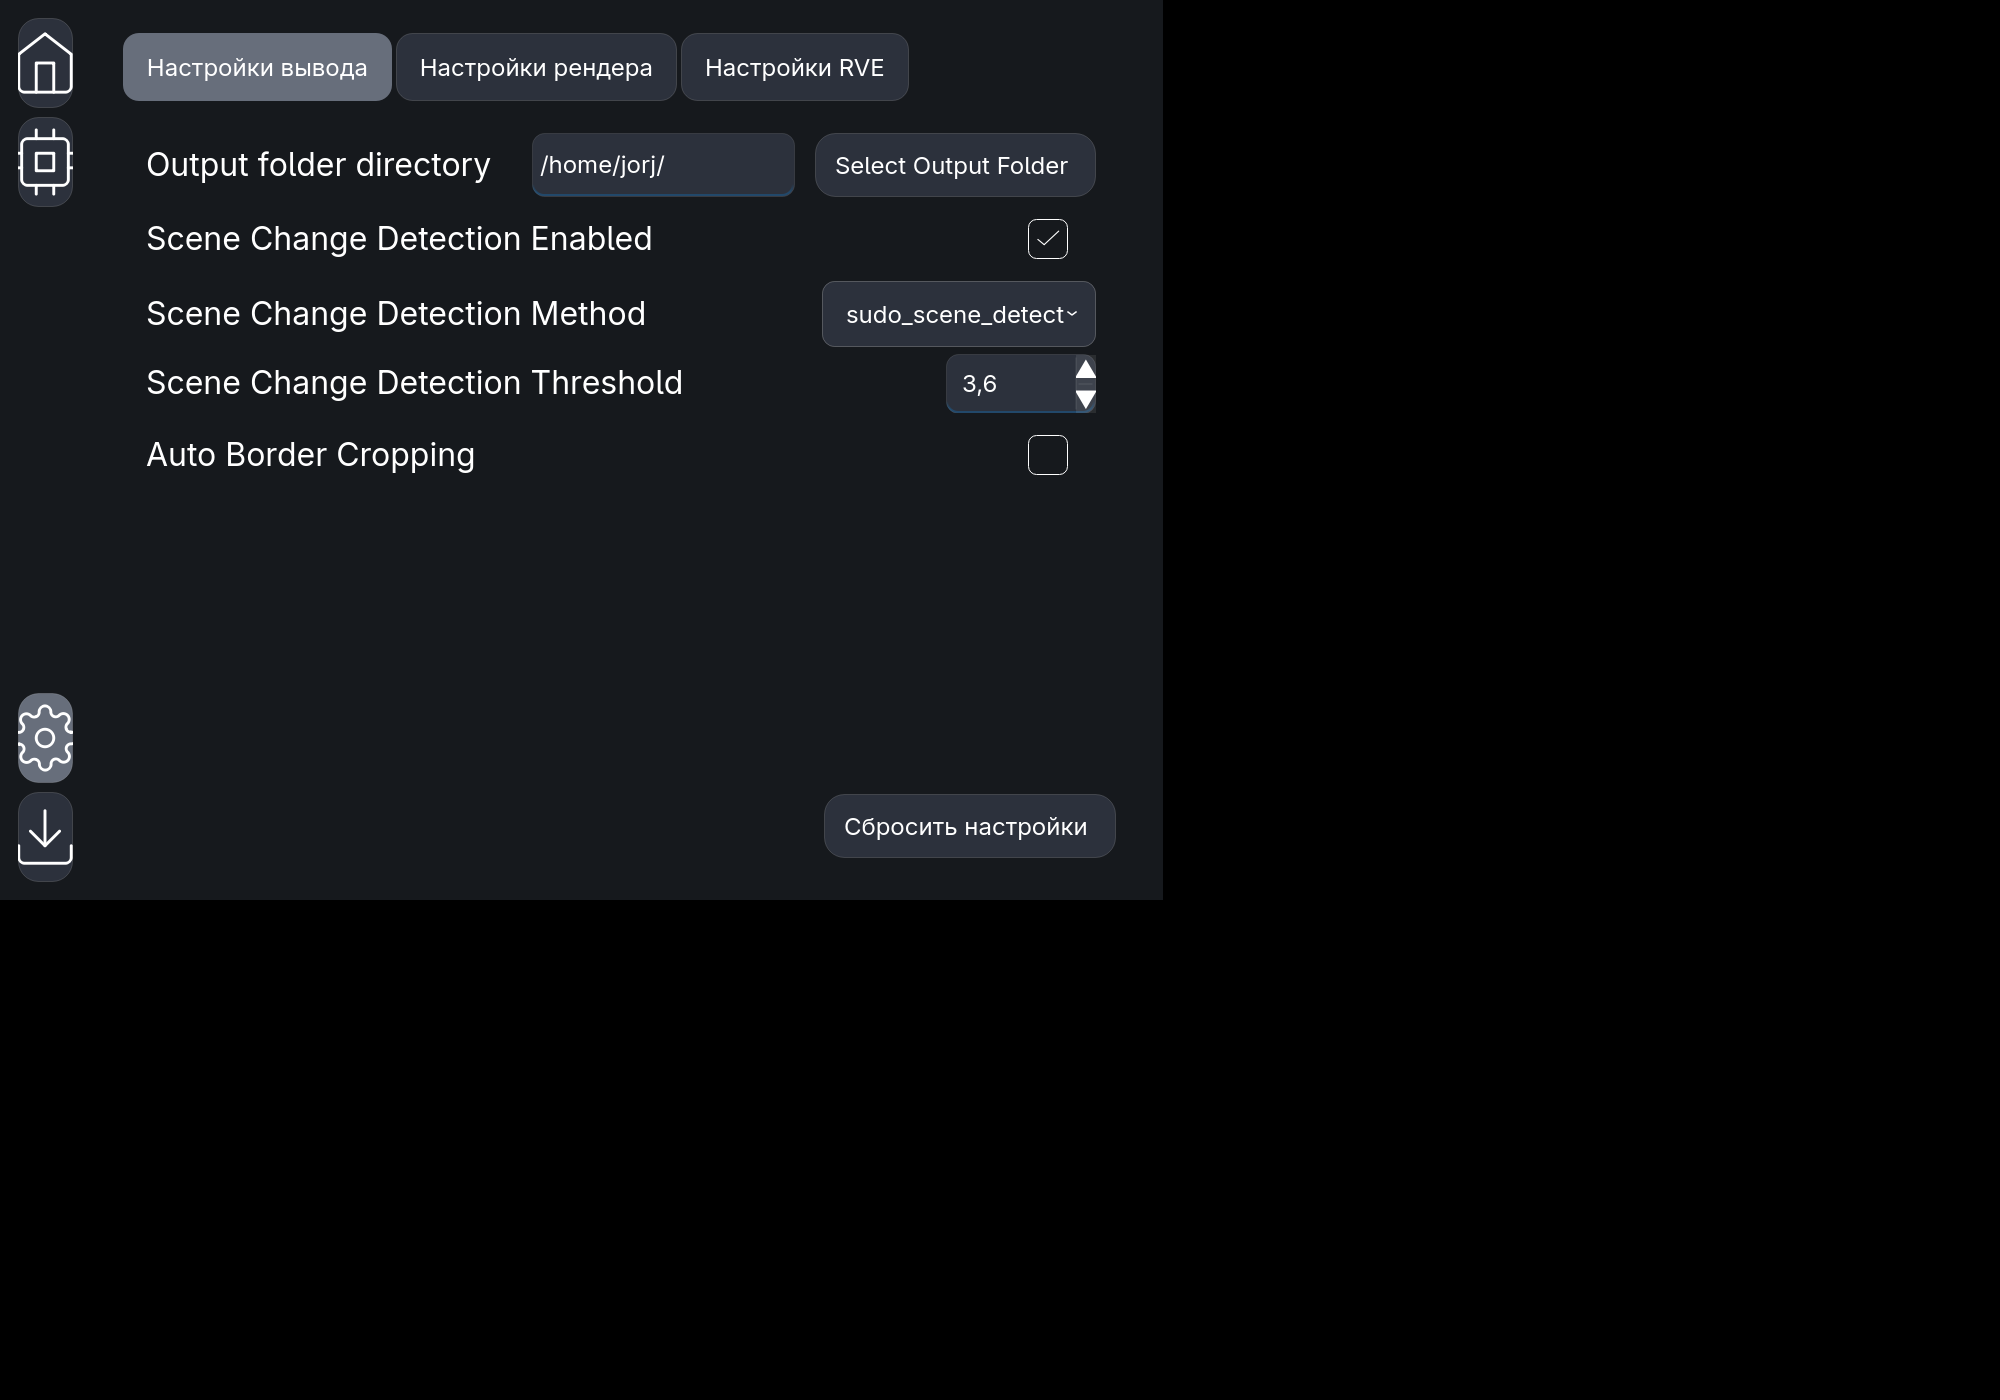 Настройки вывода
Настройки рендера
Настройки RVE
Output folder directory
/home/jorj/
Select Output Folder
Scene Change Detection Enabled
Scene Change Detection Method
sudo_scene_detect
Scene Change Detection Threshold
3,6
Auto Border Cropping
Сбросить настройки